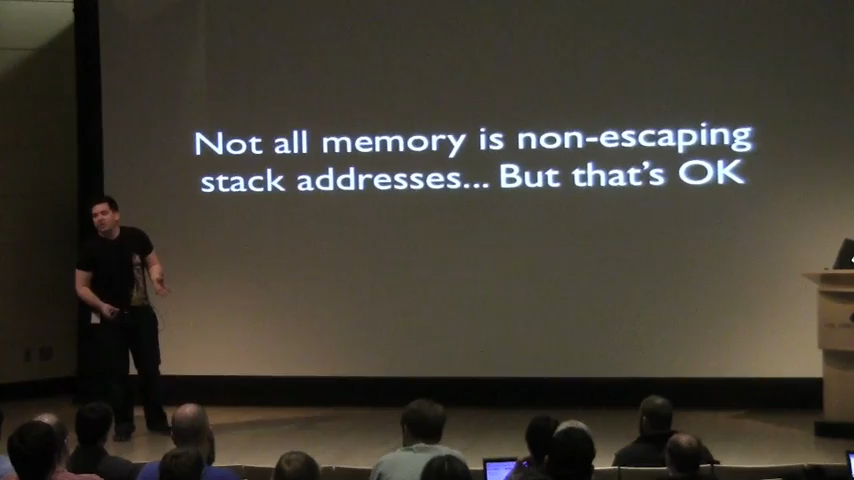 Not all memory is non-escaping
stack addresses... But that's OK